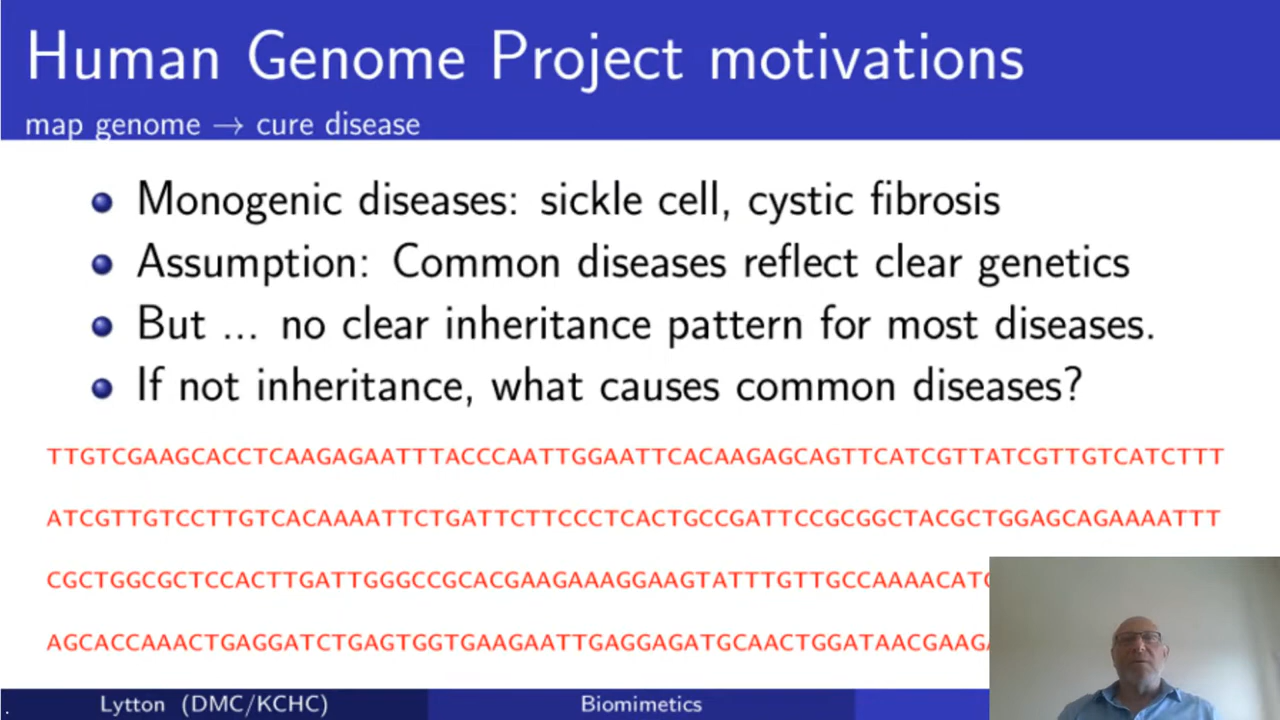 Human Genome Project motivations
map genome → cure disease
Monogenic diseases: sickle cell, cystic fibrosis
Assumption: Common diseases reflect clear genetics
But ... no clear inheritance pattern for most diseases.
If not inheritance, what causes common diseases?
TTGTCGAAGCACCTCAAGAGAATTTACCCAATTGGAATTCACAAGAGCAGTTCATCGTTATCGTTGTCATCTTT
ATCGTTGTCCTTGTCACAAAATTCTGATTCTTCCCTCACTGCCGATTCCGCGGCTACGCTGGAGCAGAAAATTT
CGCTGGCGCTCCACTTGATTGGGCCGCACGAAGAAAGGAAGTATTTGTTGCCAAAACAT
AGCACCAAACTGAGGATCTGAGTGGTGAAGAATTGAGGAGATGCAACTGGATAACGAAGA
Lytton (DMC/KCHC) Biomimetics